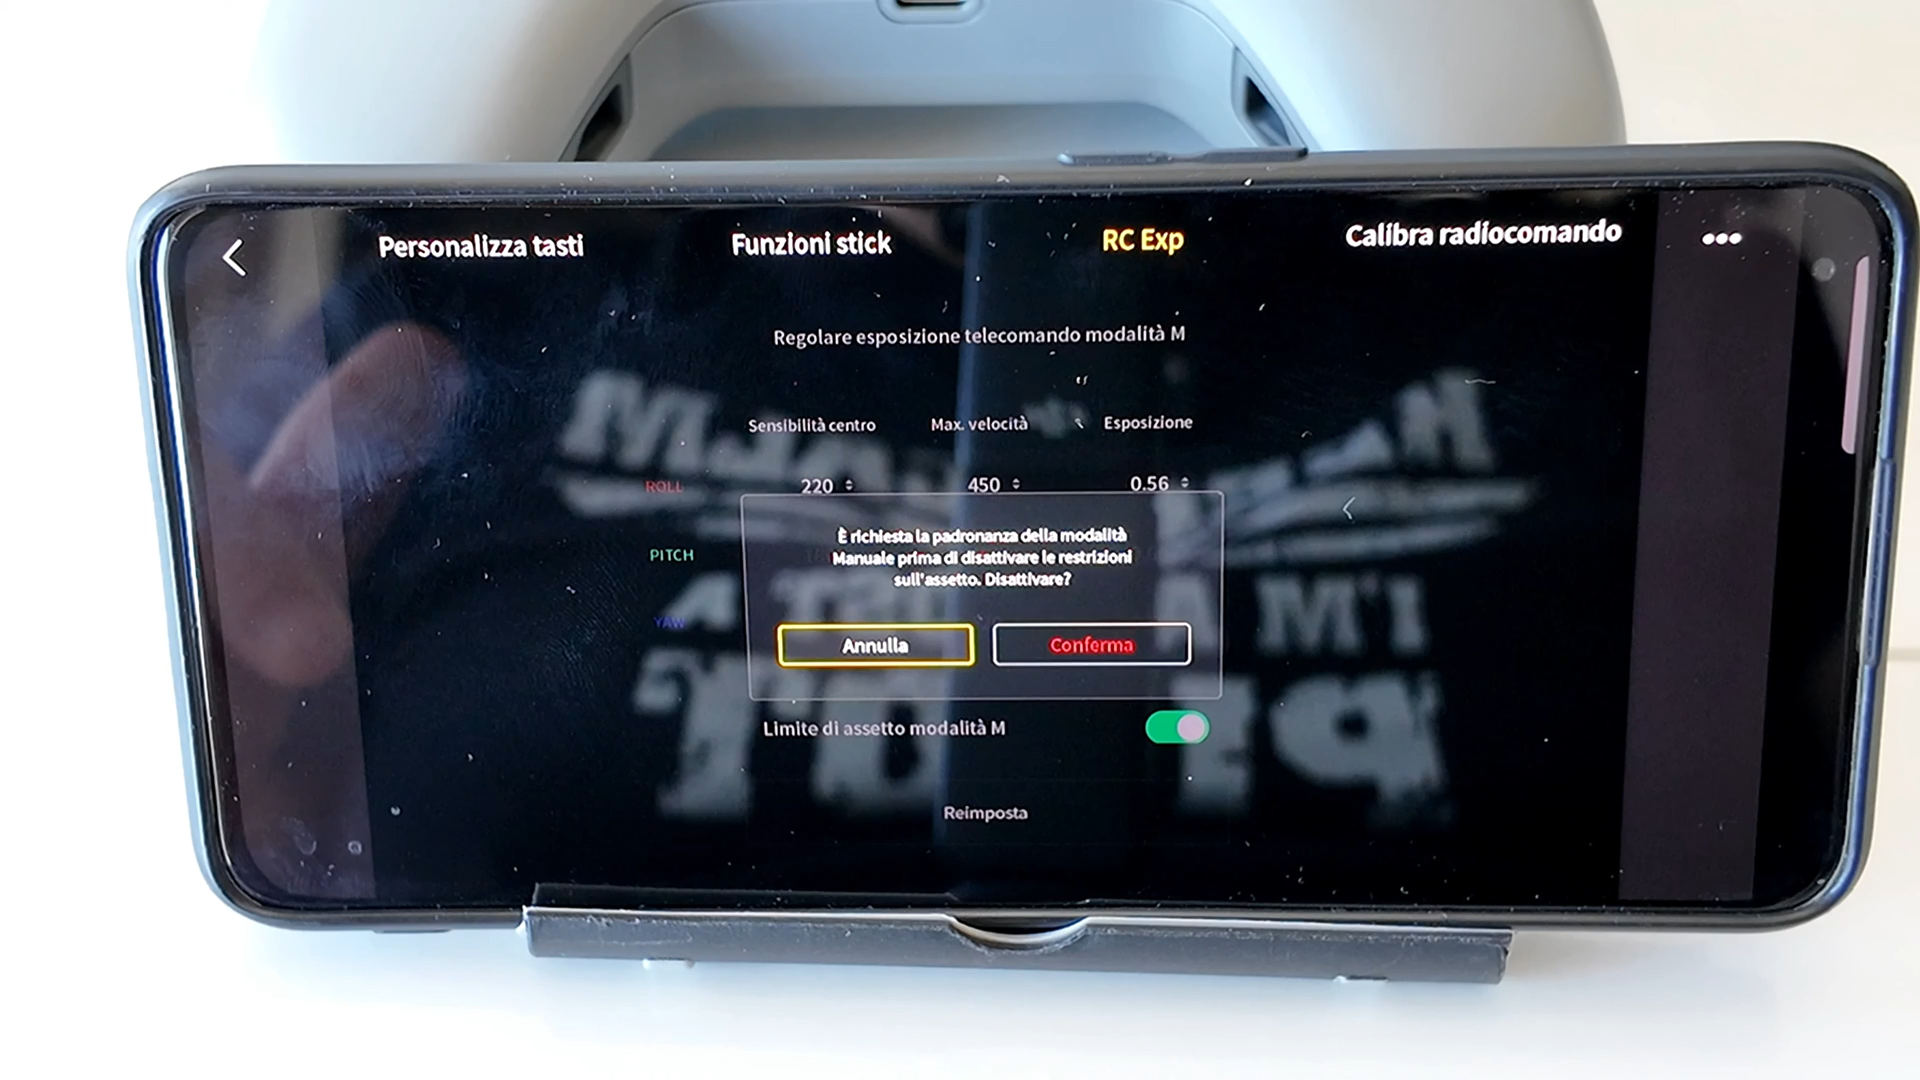 Personalizza tasti
Funzioni stick
RC Exp
Calibra radiocomando
Regolare esposizione telecomando modalità M
Sensibilità centro
Max. velocità
Esposizione
ROLL
220
450
0.56
PITCH
YAW
È richiesta la padronanza della modalità
Manuale prima di disattivare le restrizioni
sull'assetto. Disattivare?
Annulla
Conferma
Limite di assetto modalità M
Reimposta